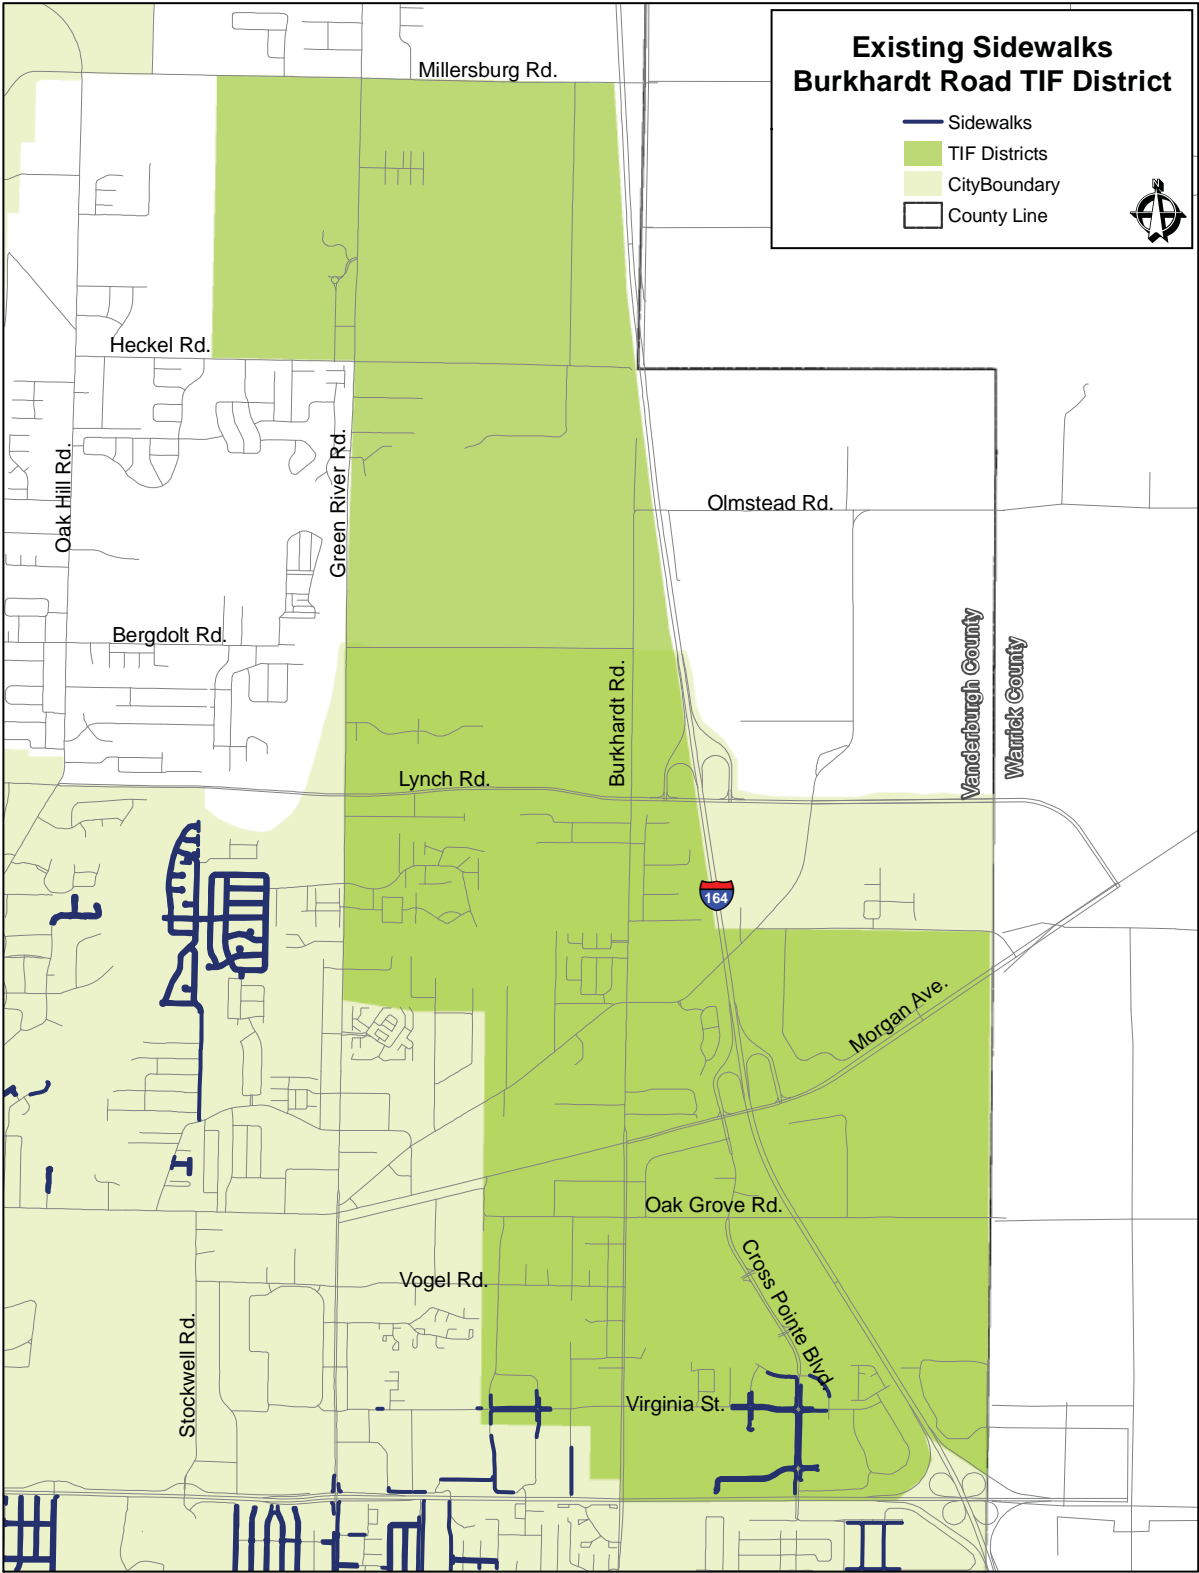 Existing Sidewalks
Burkhardt Road TIF District
Sidewalks
TIF Districts
CityBoundary
County Line
N
Millersburg Rd.
Heckel Rd.
Oak Hill Rd.
Green River Rd.
Olmstead Rd.
Bergdolt Rd.
Burkhardt Rd.
Vanderburgh County
Warrick County
Lynch Rd.
164
Morgan Ave.
Oak Grove Rd.
Vogel Rd.
Cross Pointe Blvd.
Stockwell Rd.
Virginia St.